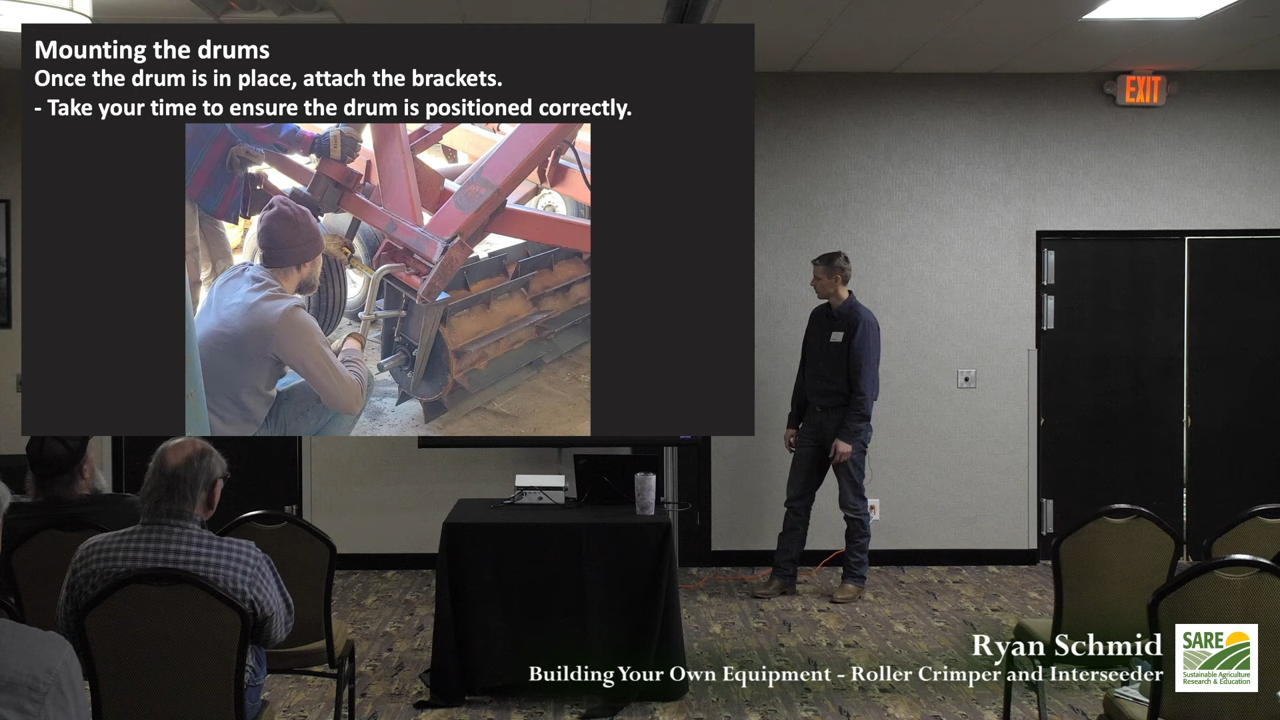 Mounting the drums
Once the drum is in place, attach the brackets.
- Take your time to ensure the drum is positioned correctly.
EXIT
Ryan Schmid
Building Your Own Equipment - Roller Crimper and Interseeder
SARE
Sustainable Agriculture
Research & Education